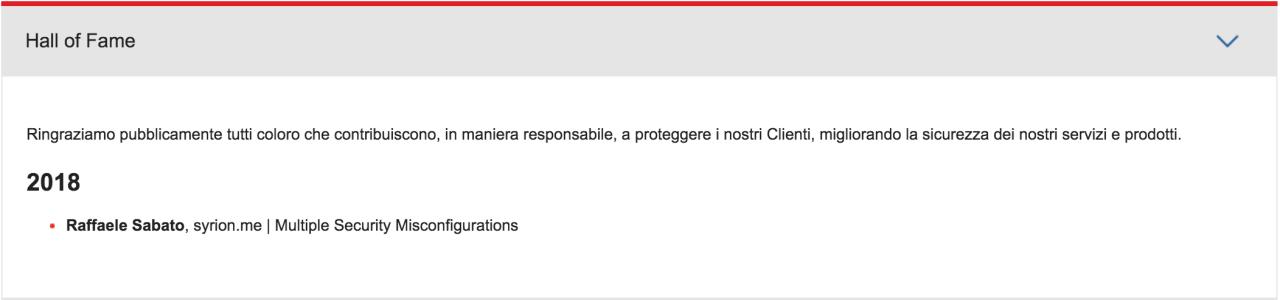 Hall of Fame
Ringraziamo pubblicamente tutti coloro che contribuiscono, in maniera responsabile, a proteggere i nostri Clienti, migliorando la sicurezza dei nostri servizi e prodotti.
2018
• Raffaele Sabato, syrion.me | Multiple Security Misconfigurations